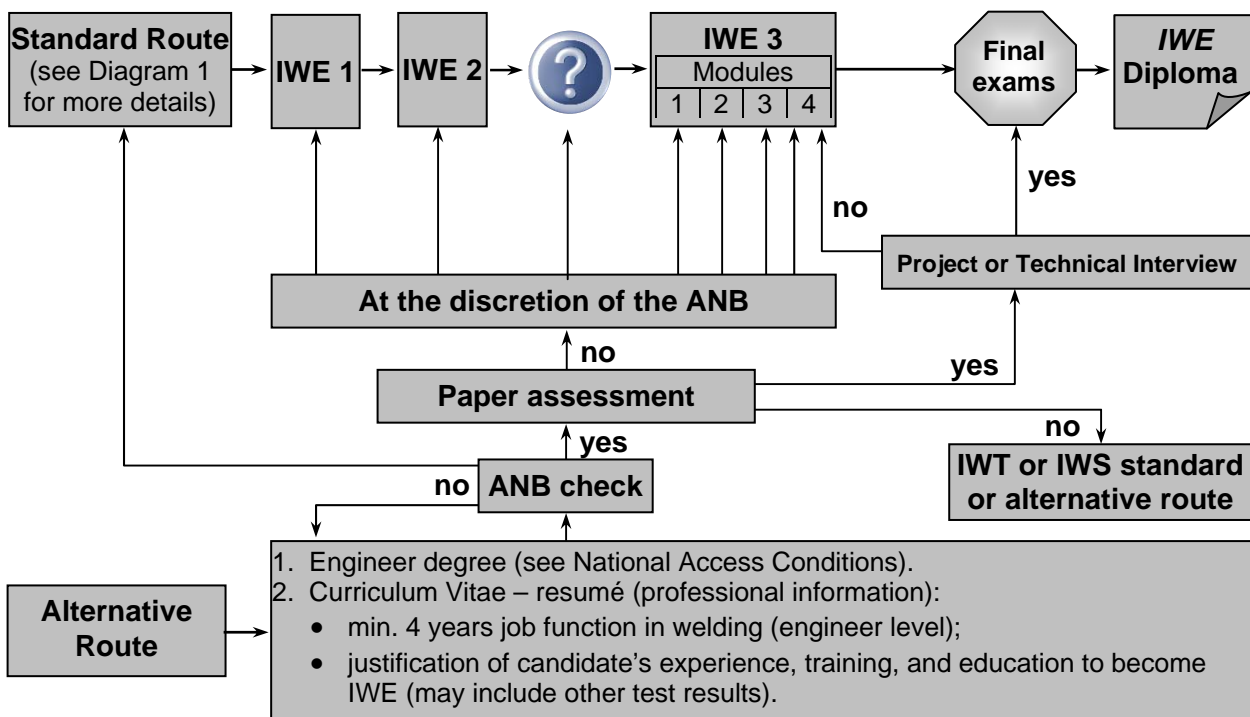 Standard Route
(see Diagram 1
for more details)
IWE 1
IWE 2
?
IWE 3
Modules
1 2 3 4
Final
exams
IWE
Diploma
yes
no
Project or Technical Interview
At the discretion of the ANB
no
yes
Paper assessment
no
yes
IWT or IWS standard
or alternative route
no
ANB check
Alternative
Route
1. Engineer degree (see National Access Conditions).
2. Curriculum Vitae – resumé (professional information):
• min. 4 years job function in welding (engineer level);
• justification of candidate’s experience, training, and education to become
IWE (may include other test results).